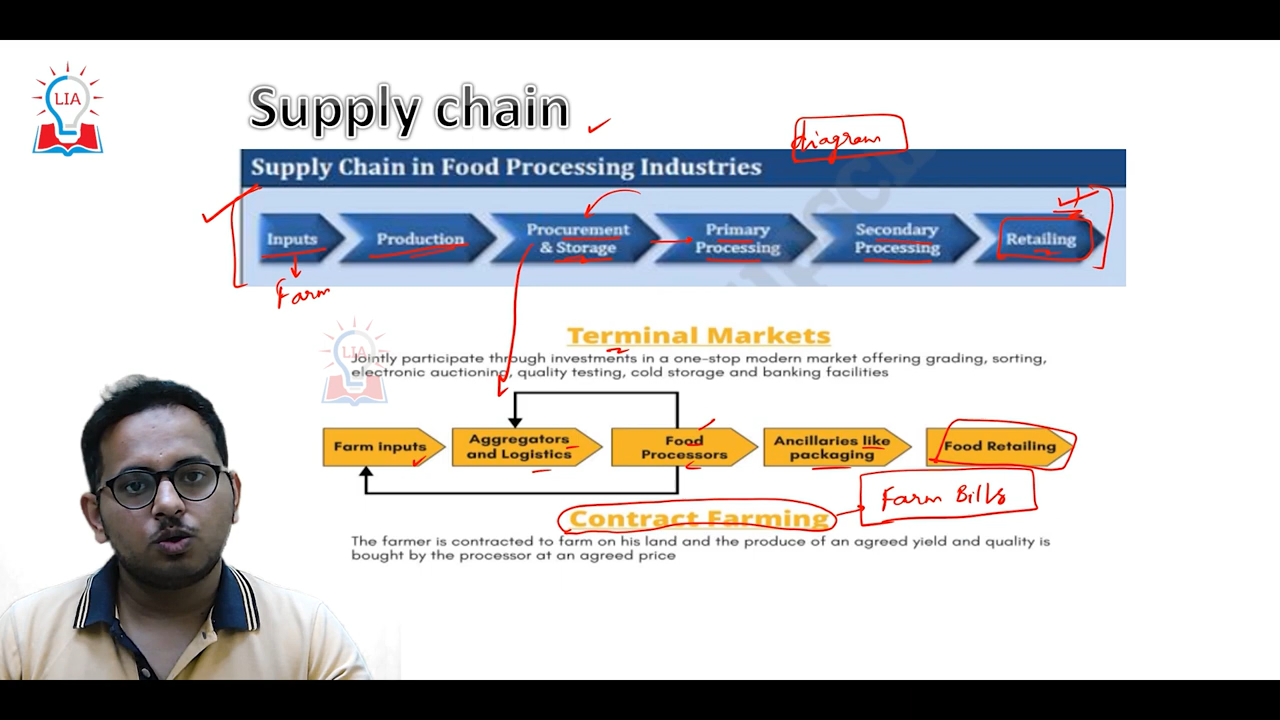 LIA
Supply chain
diagram
Supply Chain in Food Processing Industries
Inputs
Production
Procurement
& Storage
Primary
Processing
Secondary
Processing
Retailing
Farm
Terminal Markets
LIA
Jointly participate through investments in a one-stop modern market offering grading, sorting,
electronic auctioning, quality testing, cold storage and banking facilities
Farm inputs
Aggregators
and Logistics
Food
Processors
Ancillaries like
packaging
Food Retailing
Farm Bills
Contract Farming
The farmer is contracted to farm on his land and the produce of an agreed yield and quality is
bought by the processor at an agreed price